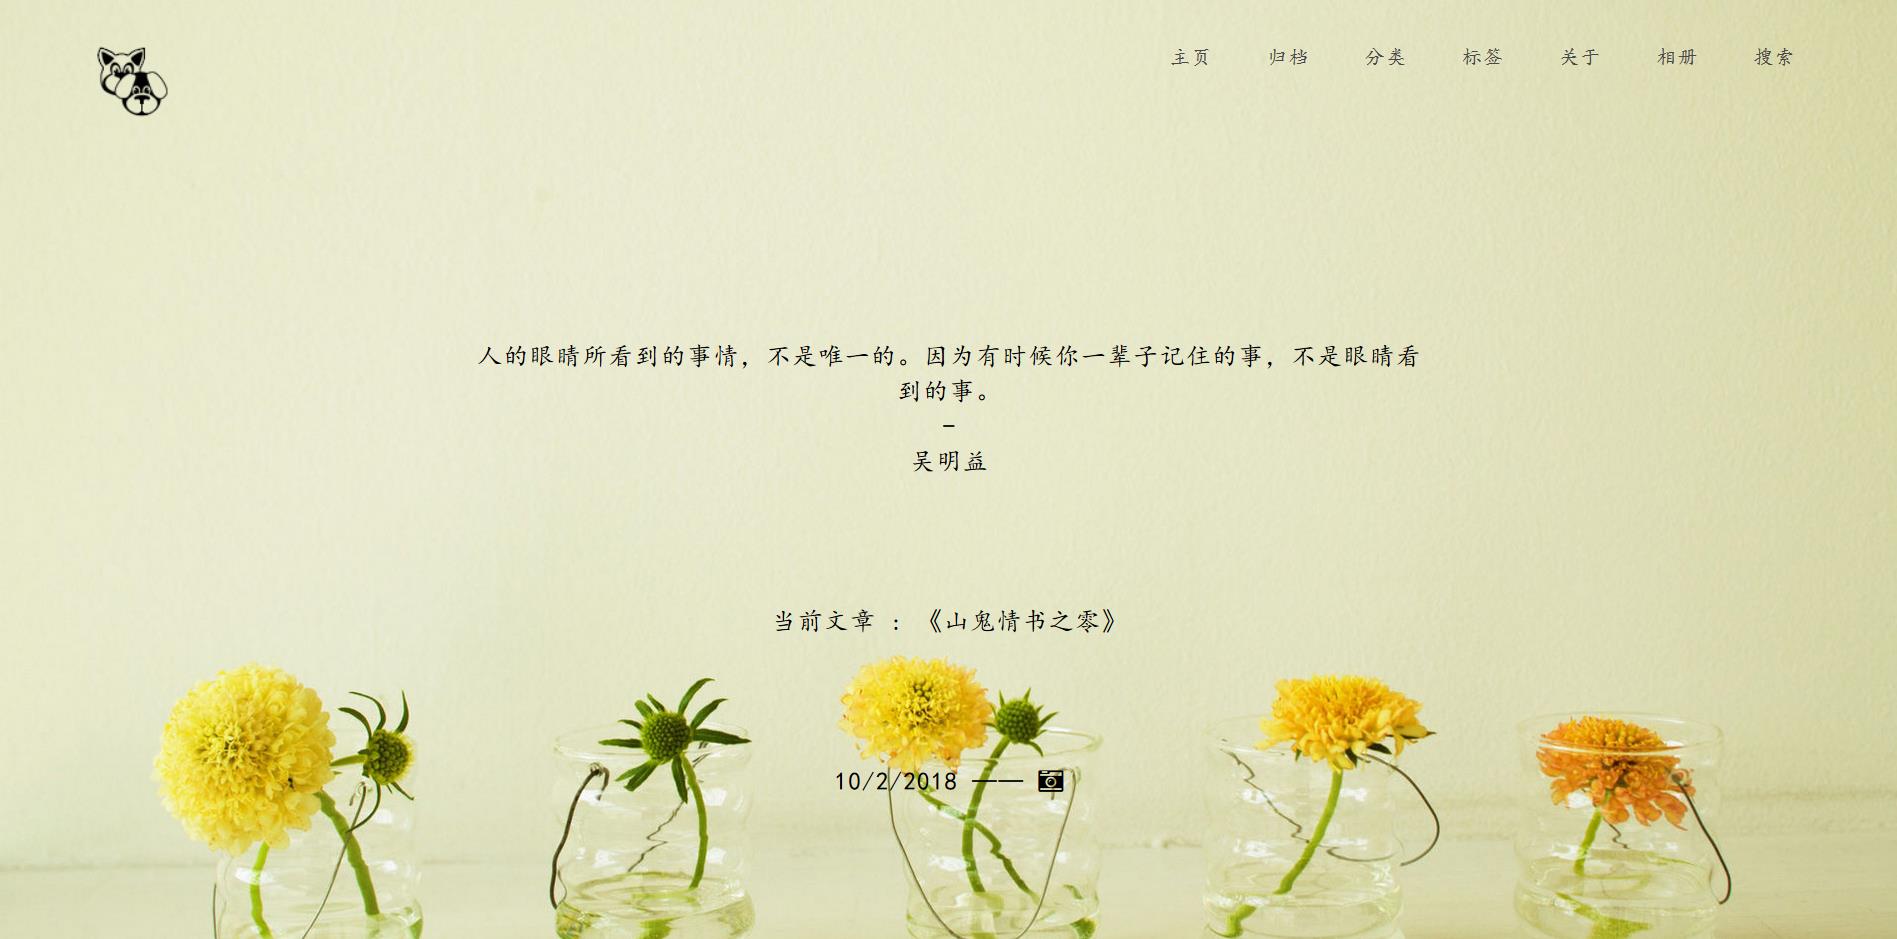 主页 归档 分类 标签 关于 相册 搜索
人的眼睛所看到的事情，不是唯一的。因为有时候你一辈子记住的事，不是眼睛看
到的事。
-
吴明益
当前文章 : 《山鬼情书之零》
10/2/2018 ——